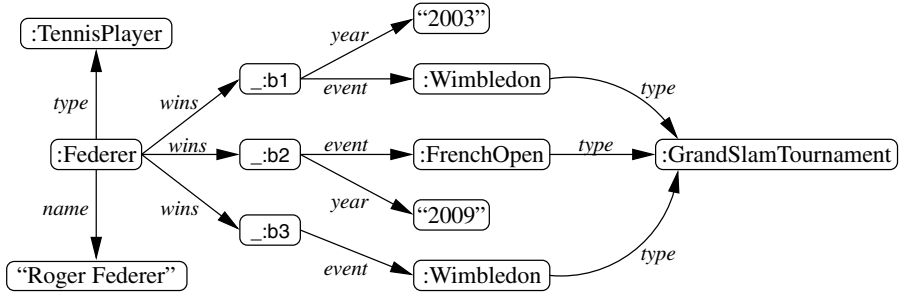 “2003”
:TennisPlayer
year
_:b1
event
:Wimbledon
type
type
wins
:Federer
wins
_:b2
event
:FrenchOpen
type
:GrandSlamTournament
name
wins
year
“2009”
_:b3
type
event
“Roger Federer”
:Wimbledon